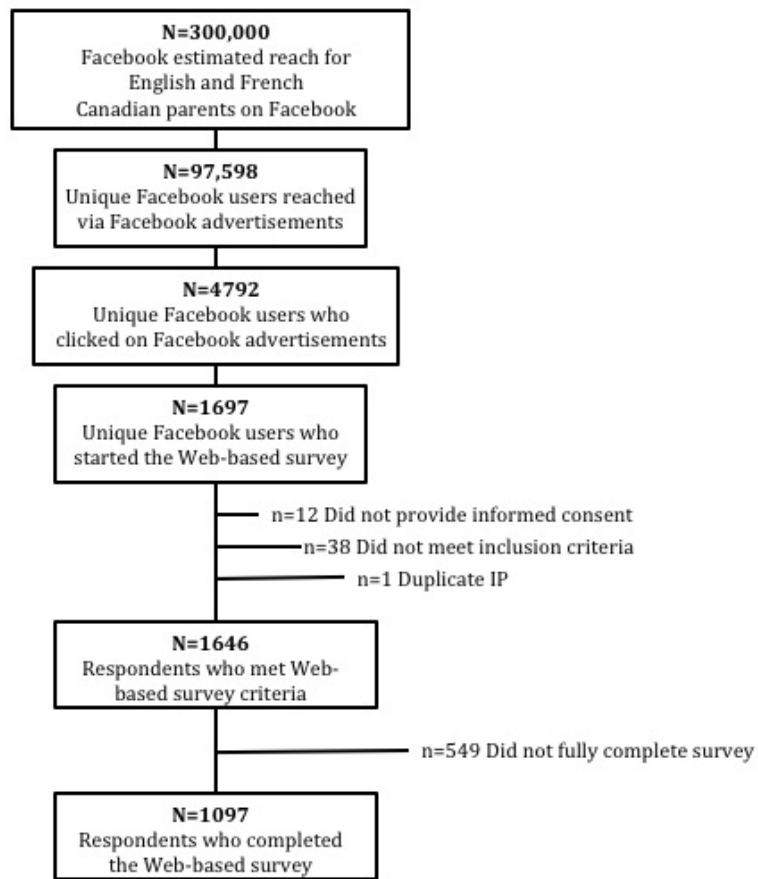 N=300,000
Facebook estimated reach for
English and French
Canadian parents on Facebook
N=97,598
Unique Facebook users reached
via Facebook advertisements
N=4792
Unique Facebook users who
clicked on Facebook advertisements
N=1697
Unique Facebook users who
started the Web-based survey
n=12 Did not provide informed consent
n=38 Did not meet inclusion criteria
n=1 Duplicate IP
N=1646
Respondents who met Web-
based survey criteria
n=549 Did not fully complete survey
N=1097
Respondents who completed
the Web-based survey